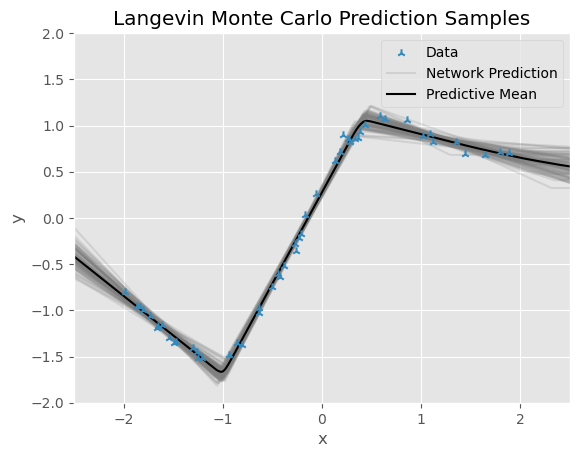 Langevin Monte Carlo Prediction Samples
Data
Network Prediction
Predictive Mean
2.0
1.5
1.0
0.5
0.0
−0.5
−1.0
−1.5
−2.0
y
−2
−1
0
1
2
x